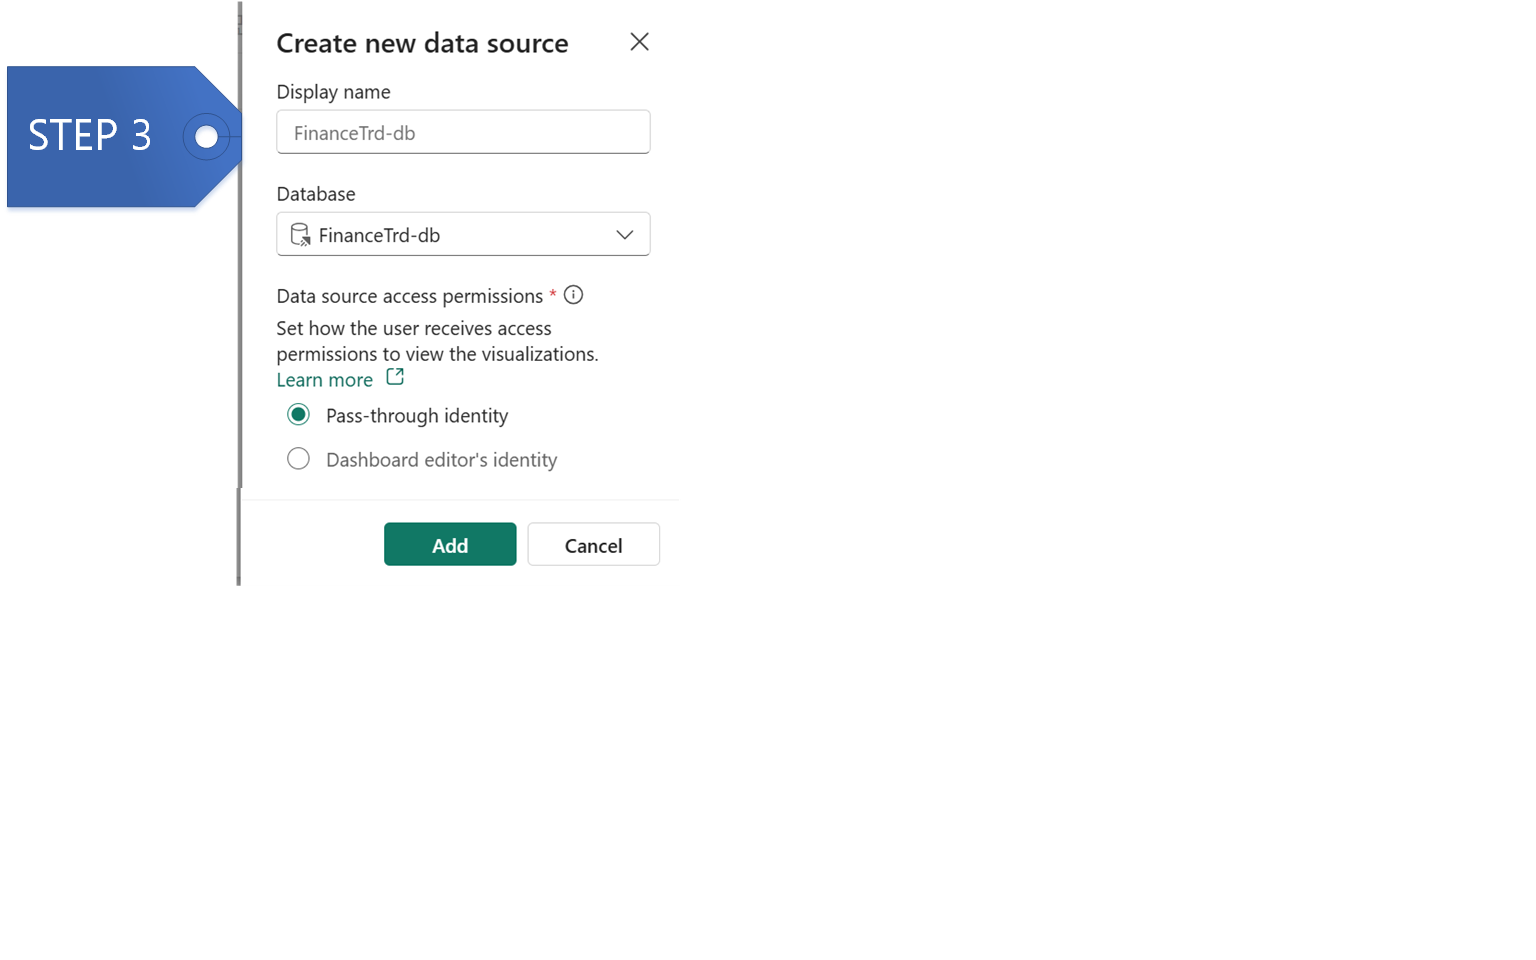 STEP 3
Create new data source
Display name
FinanceTrd-db
Database
FinanceTrd-db
Data source access permissions *
Set how the user receives access
permissions to view the visualizations.
Learn more
Pass-through identity
Dashboard editor's identity
Add
Cancel